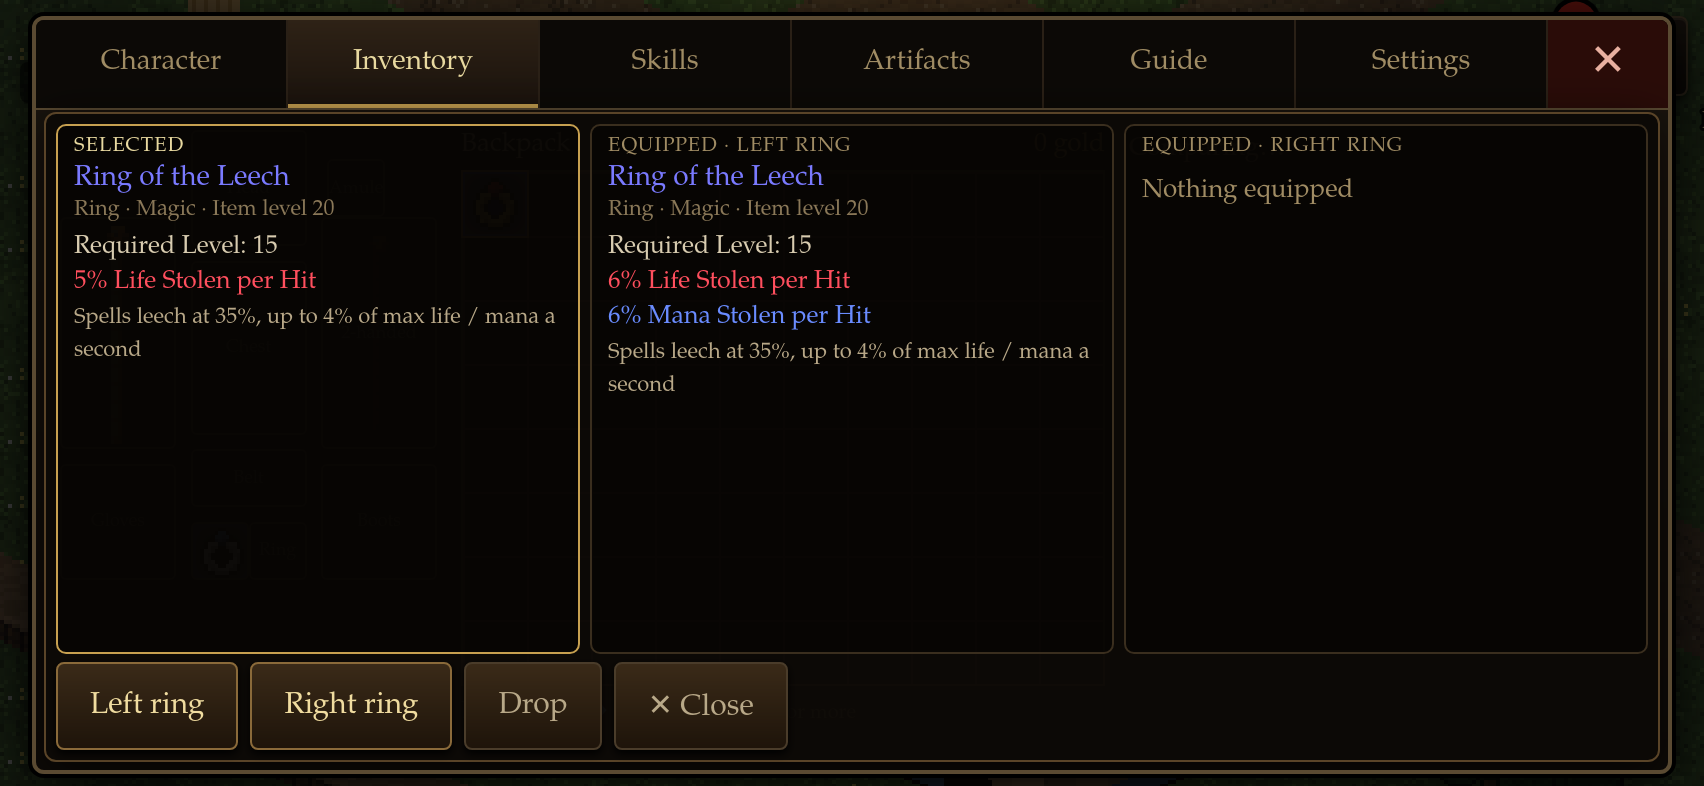 Character
Inventory
Skills
Artifacts
Guide
Settings
✕
SELECTED
Ring of the Leech
Ring · Magic · Item level 20
Required Level: 15
5% Life Stolen per Hit
Spells leech at 35%, up to 4% of max life / mana a
second
Backpack
EQUIPPED · LEFT RING
0 gold
Ring of the Leech
Ring · Magic · Item level 20
Required Level: 15
6% Life Stolen per Hit
6% Mana Stolen per Hit
Spells leech at 35%, up to 4% of max life / mana a
second
EQUIPPED · RIGHT RING
Nothing equipped
Left ring
Right ring
Drop
✕ Close